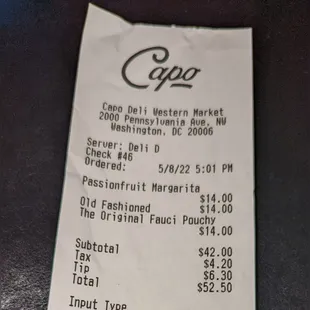 Capo
Capo Deli Western Market
2000 Pennsylvania Ave, NW
Washington, DC 20006
Server: Deli D
Check #46
Ordered: 5/8/22 5:01 PM
Passionfruit Margarita
$14.00
Old Fashioned $14.00
The Original Fauci Pouchy
$14.00
Subtotal $42.00
Tax $4.20
Tip $6.30
Total $52.50
Input Type